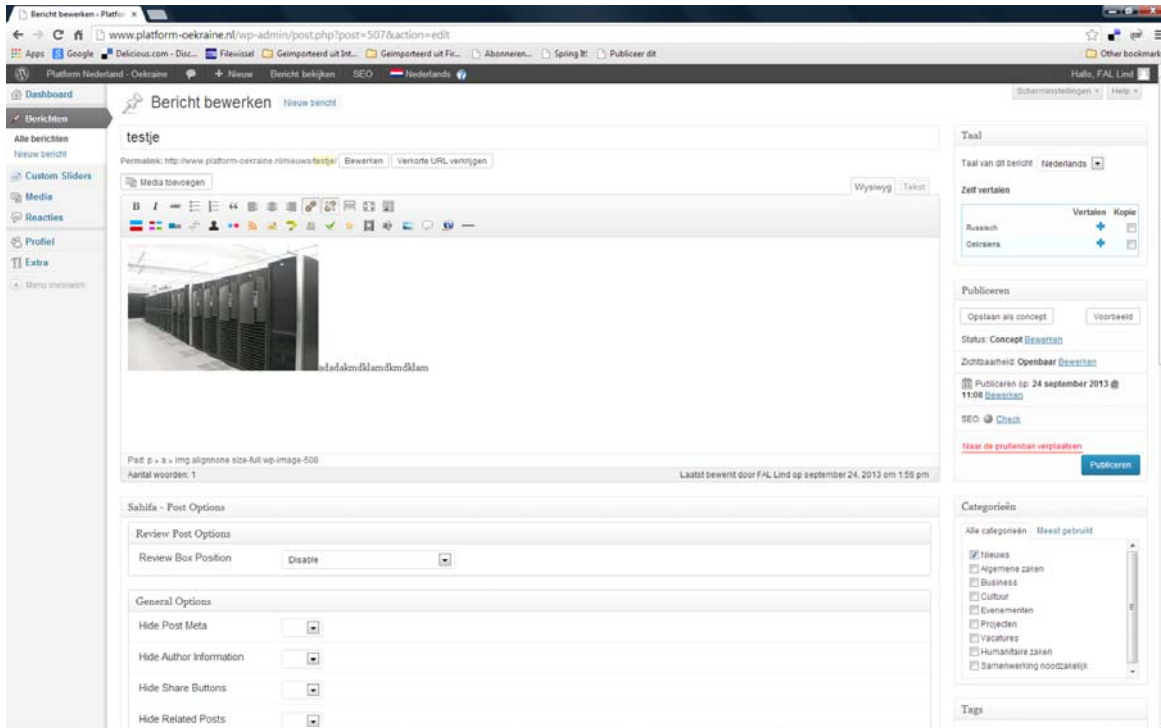 Bericht bewerken - Platfor
www.platform-oekraine.nl/wp-admin/post.php?post=507&action=edit
Apps Google Delicious.com - Disc... Filewissel Geïmporteerd uit Int... Geïmporteerd uit Fir... Abonneren... Spring It! Publiceer dit Other bookmark
Platform Nederland - Oekraine + Nieuw Bericht bekijken SEO Nederlands Hallo, FAL Lind
Scherminstellingen Help
Dashboard
Berichten
Alle berichten
Nieuw bericht
Custom Sliders
Media
Reacties
Profiel
Extra
Menu invouwen
Bericht bewerken Nieuw bericht
testje
Permalink: http://www.platform-oekraine.nl/nieuws/testje/ Bewerken Verkorte URL verkrijgen
Media toevoegen
Wysiwyg Tekst
B I ABC
adadakmdklamdkmdklam
Pad: p » a » img.alignnone size-full wp-image-508
Aantal woorden: 1 Laatst bewerkt door FAL Lind op september 24, 2013 om 1:56 pm
Sahifa - Post Options
Review Post Options
Review Box Position Disable
General Options
Hide Post Meta
Hide Author Information
Hide Share Buttons
Hide Related Posts
Taal
Taal van dit bericht Nederlands
Zelf vertalen
Vertalen Kopie
Russisch
Oekraïens
Publiceren
Opslaan als concept Voorbeeld
Status: Concept Bewerken
Zichtbaarheid: Openbaar Bewerken
Publiceren op: 24 september 2013 @
11:08 Bewerken
SEO: Check
Naar de prullenbak verplaatsen
Publiceren
Categorieën
Alle categorieën Meest gebruikt
Nieuws
Algemene zaken
Business
Cultuur
Evenementen
Projecten
Vacatures
Humanitaire zaken
Samenwerking noodzakelijk
Tags